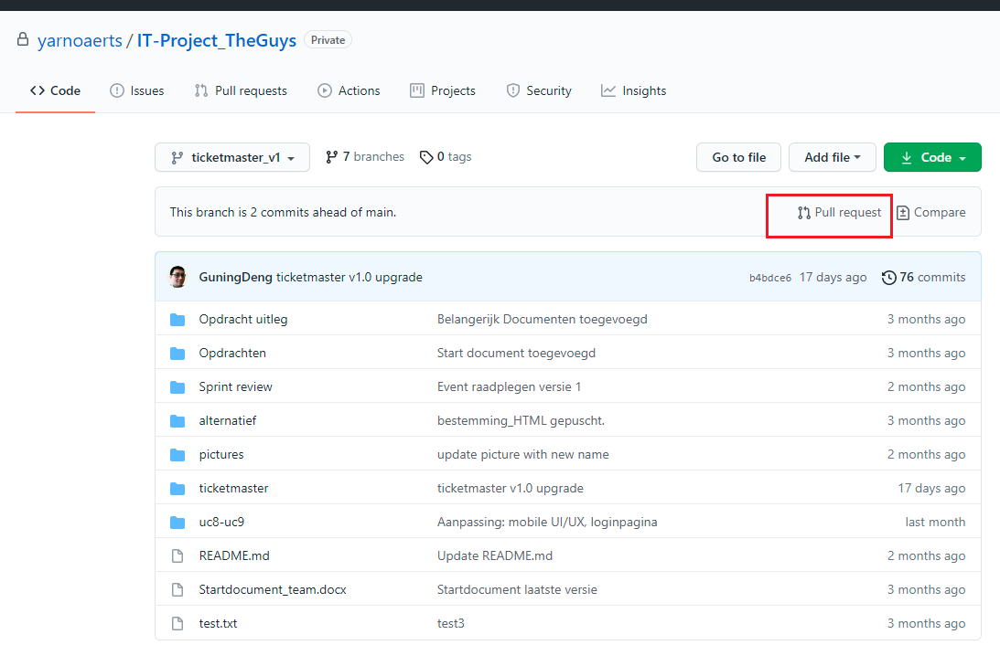 yarnoaerts / IT-Project_TheGuys Private
Code Issues Pull requests Actions Projects Security Insights
ticketmaster_v1 7 branches 0 tags Go to file Add file Code
This branch is 2 commits ahead of main. Pull request Compare
GuningDeng ticketmaster v1.0 upgrade b4bdce6 17 days ago 76 commits
Opdracht uitleg Belangerijk Documenten toegevoegd 3 months ago
Opdrachten Start document toegevoegd 3 months ago
Sprint review Event raadplegen versie 1 2 months ago
alternatief bestemming_HTML gepuscht. 3 months ago
pictures update picture with new name 2 months ago
ticketmaster ticketmaster v1.0 upgrade 17 days ago
uc8-uc9 Aanpassing: mobile UI/UX, loginpagina last month
README.md Update README.md 2 months ago
Startdocument_team.docx Startdocument laatste versie 3 months ago
test.txt test3 3 months ago